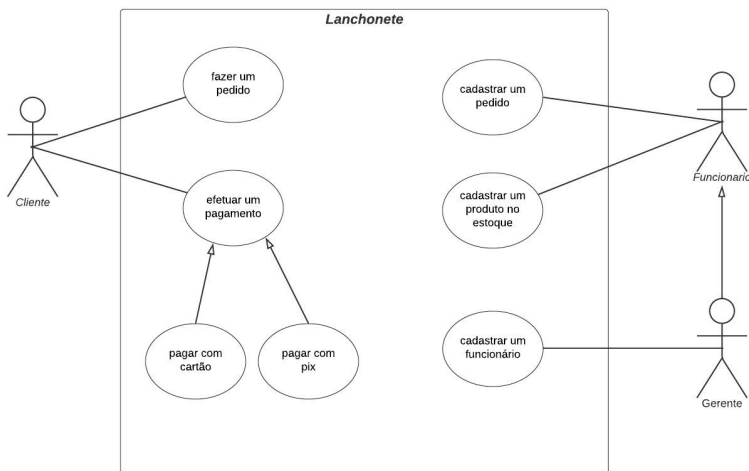 Lanchonete
fazer um
pedido
cadastrar um
pedido
Cliente
efetuar um
pagamento
cadastrar um
produto no
estoque
Funcionario
pagar com
cartão
pagar com
pix
cadastrar um
funcionário
Gerente